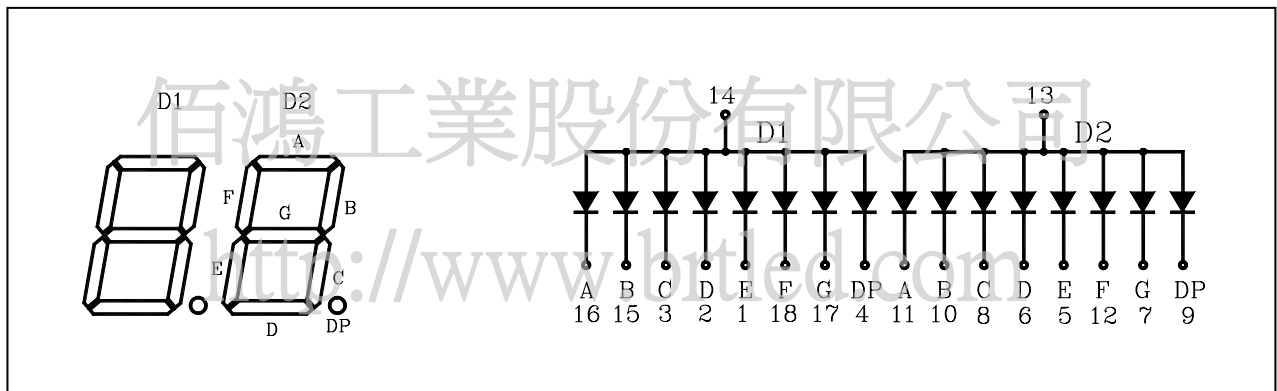 佰鴻工業股份有限公司
http://www.brtled.com
D1 D2
A
F
B
G
E
C
D
DP
14 13
D1 D2
A B C D E F G DP A B C D E F G DP
16 15 3 2 1 18 17 4 11 10 8 6 5 12 7 9